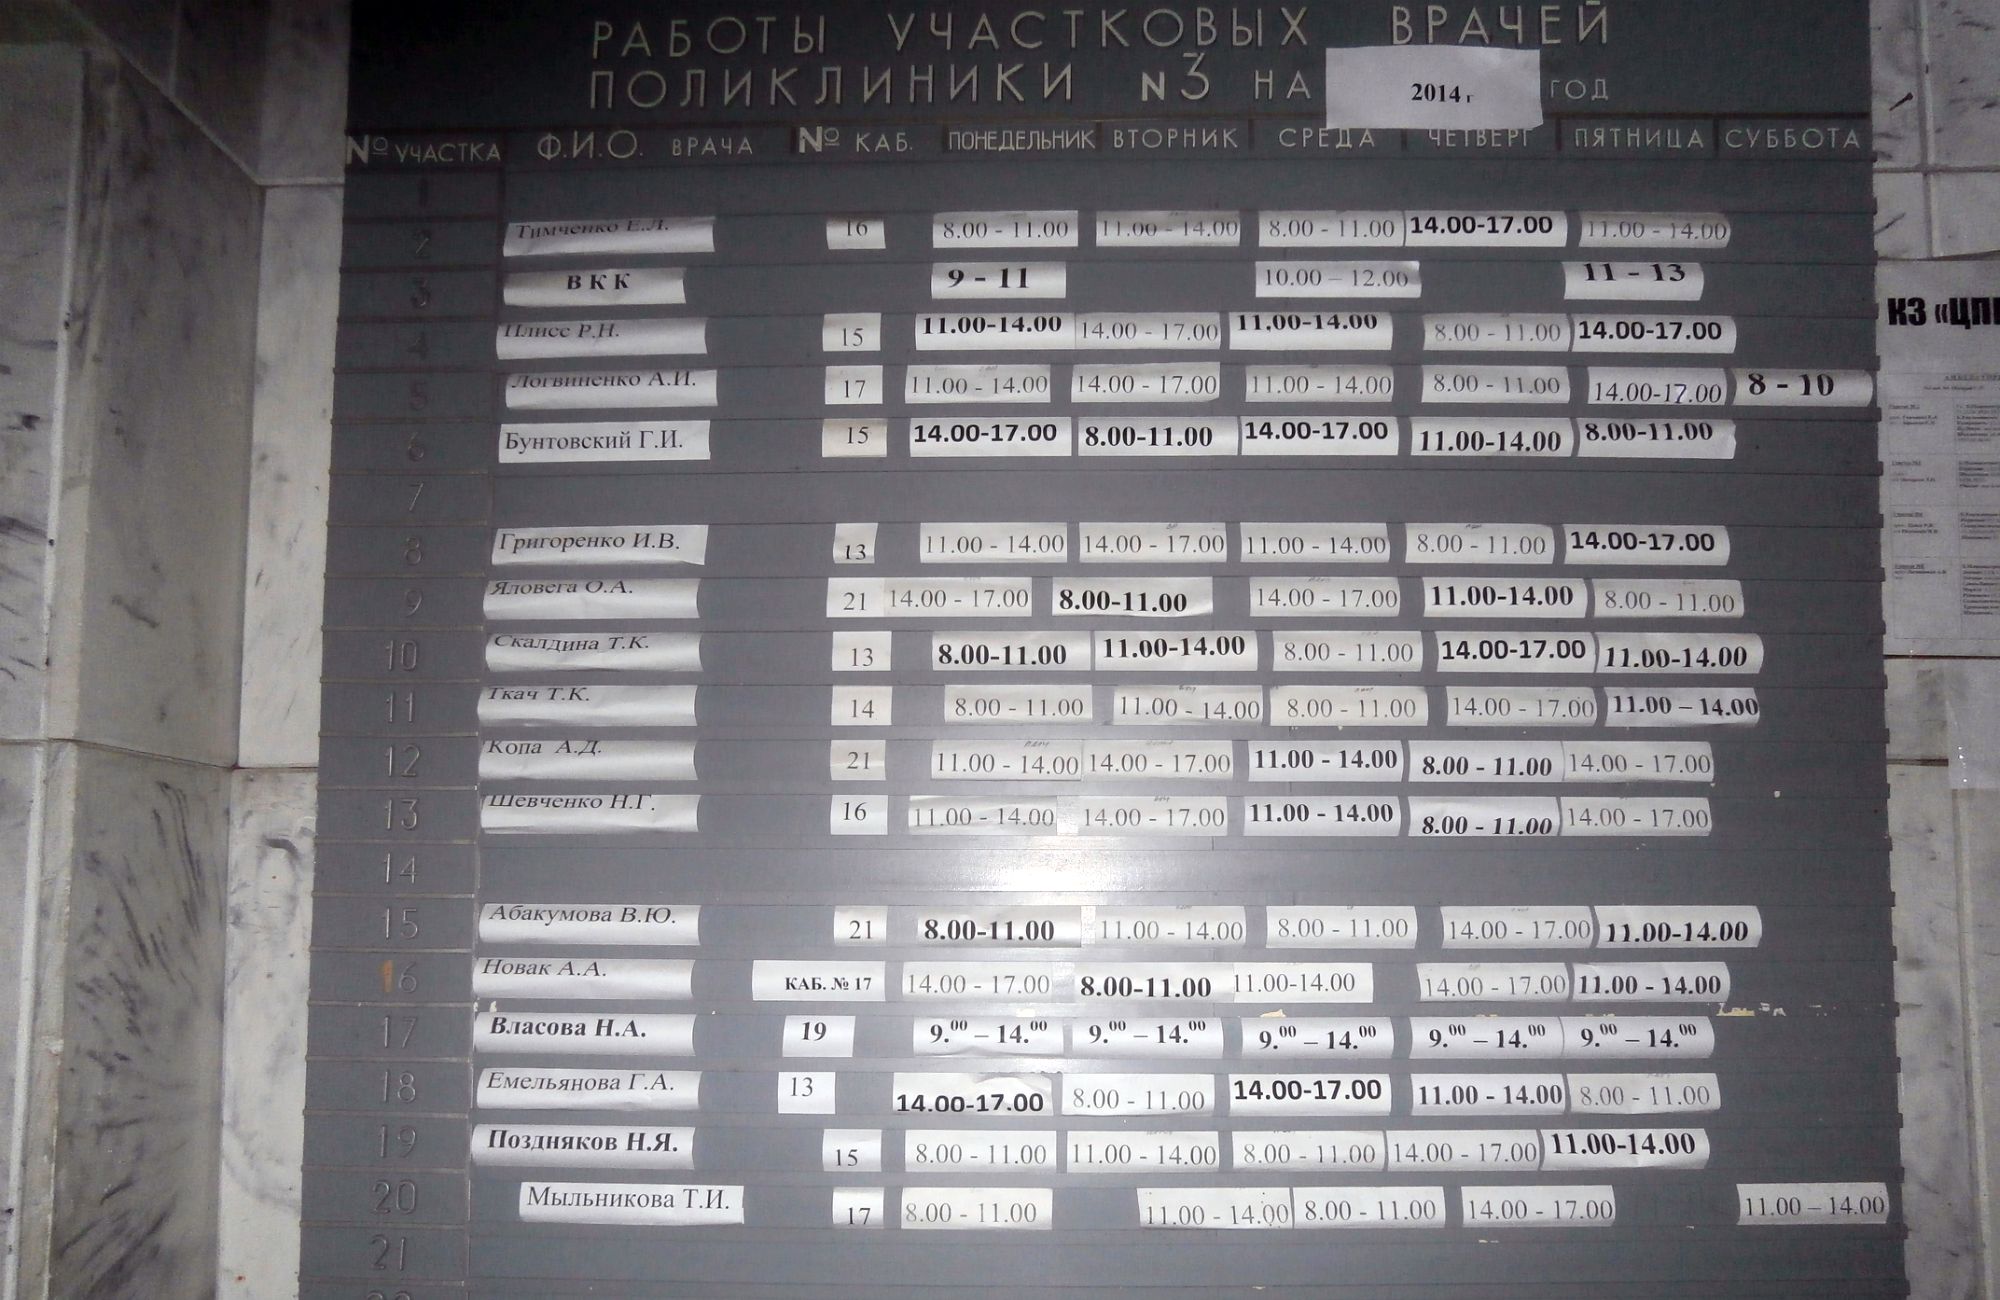 РАБОТЫ УЧАСТКОВЫХ ВРАЧЕЙ
ПОЛИКЛИНИКИ N3 НА 2014 г ГОД
№ УЧАСТКА Ф.И.О. ВРАЧА № КАБ. ПОНЕДЕЛЬНИК ВТОРНИК СРЕДА ЧЕТВЕРГ ПЯТНИЦА СУББОТА
1
2 Тимченко Е.Л. 16 8.00 - 11.00 11.00 - 14.00 8.00 - 11.00 14.00-17.00 11.00 - 14.00
3 ВКК 9 - 11 10.00 – 12.00 11 - 13
4 Плисс Р.Н. 15 11.00-14.00 14.00 - 17.00 11.00-14.00 8.00 - 11.00 14.00-17.00
5 Логвиненко А.И. 17 11.00 - 14.00 14.00 - 17.00 11.00 - 14.00 8.00 - 11.00 14.00-17.00 8 - 10
6 Бунтовский Г.И. 15 14.00-17.00 8.00-11.00 14.00-17.00 11.00-14.00 8.00-11.00
7
8 Григоренко И.В. 13 11.00 - 14.00 14.00 - 17.00 11.00 - 14.00 8.00 - 11.00 14.00-17.00
9 Яловега О.А. 21 14.00 - 17.00 8.00-11.00 14.00 - 17.00 11.00-14.00 8.00 - 11.00
10 Скалдина Т.К. 13 8.00-11.00 11.00-14.00 8.00 - 11.00 14.00-17.00 11.00-14.00
11 Ткач Т.К. 14 8.00 - 11.00 11.00 - 14.00 8.00 - 11.00 14.00 - 17.00 11.00 – 14.00
12 Копа А.Д. 21 11.00 - 14.00 14.00 - 17.00 11.00 - 14.00 8.00 - 11.00 14.00 - 17.00
13 Шевченко Н.Г. 16 11.00 - 14.00 14.00 - 17.00 11.00 - 14.00 8.00 - 11.00 14.00 - 17.00
14
15 Абакумова В.Ю. 21 8.00-11.00 11.00 - 14.00 8.00 - 11.00 14.00 - 17.00 11.00-14.00
16 Новак А.А. КАБ. № 17 14.00 - 17.00 8.00-11.00 11.00-14.00 14.00 - 17.00 11.00 - 14.00
17 Власова Н.А. 19 9.00 – 14.00 9.00 – 14.00 9.00 – 14.00 9.00 – 14.00 9.00 – 14.00
18 Емельянова Г.А. 13 14.00-17.00 8.00 - 11.00 14.00-17.00 11.00 - 14.00 8.00 - 11.00
19 Поздняков Н.Я. 15 8.00 - 11.00 11.00 - 14.00 8.00 - 11.00 14.00 - 17.00 11.00-14.00
20 Мыльникова Т.И. 17 8.00 - 11.00 11.00 - 14.00 8.00 - 11.00 14.00 - 17.00 11.00 – 14.00
21
КЗ «ЦП